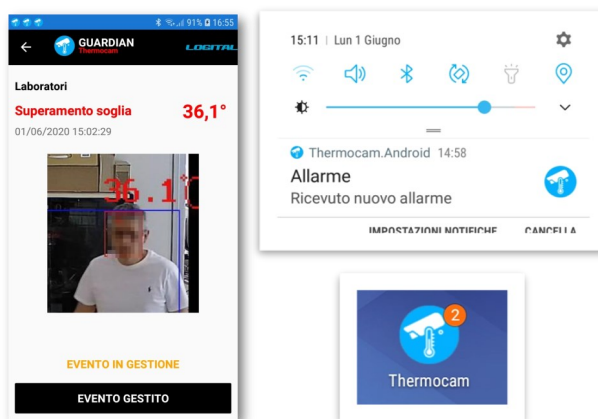 91% 16:55
GUARDIAN
Thermocam
LOGITAL
Laboratori
Superamento soglia
36,1°
01/06/2020 15:02:29
36.1
EVENTO IN GESTIONE
EVENTO GESTITO
15:11 | Lun 1 Giugno
Thermocam.Android 14:58
Allarme
Ricevuto nuovo allarme
IMPOSTAZIONI NOTIFICHE CANCELLA
2
Thermocam